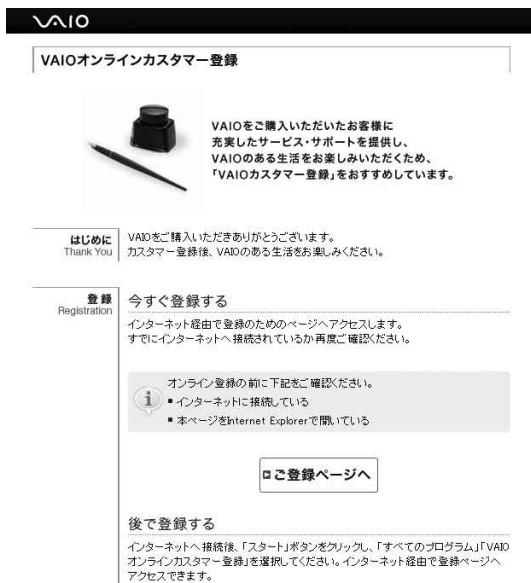 VAIO
VAIOオンラインカスタマー登録
VAIOをご購入いただいたお客様に
充実したサービス・サポートを提供し、
VAIOのある生活をお楽しみいただくため、
「VAIOカスタマー登録」をおすすめしています。
はじめに
Thank You
VAIOをご購入いただきありがとうございます。
カスタマー登録後、VAIOのある生活をお楽しみください。
登録
Registration
今すぐ登録する
インターネット経由で登録のためのページへアクセスします。
すでにインターネットへ接続されているか再度ご確認ください。
オンライン登録の前に下記をご確認ください。
■ インターネットに接続している
■ 本ページをInternet Explorerで開いている
ご登録ページへ
後で登録する
インターネットへ接続後、「スタート」ボタンをクリックし、「すべてのプログラム」「VAIO
オンラインカスタマー登録」を選択してください。インターネット経由で登録ページへ
アクセスできます。